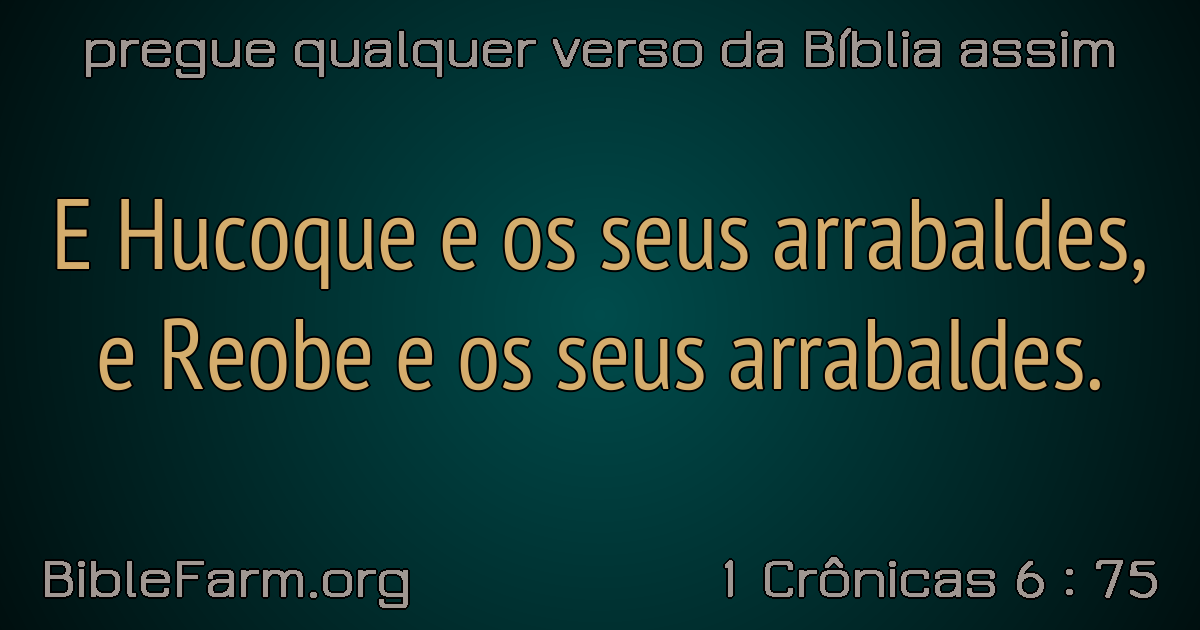 pregue qualquer verso da Bíblia assim
E Hucoque e os seus arrabaldes,
e Reobe e os seus arrabaldes.
BibleFarm.org
1 Crônicas 6 : 75